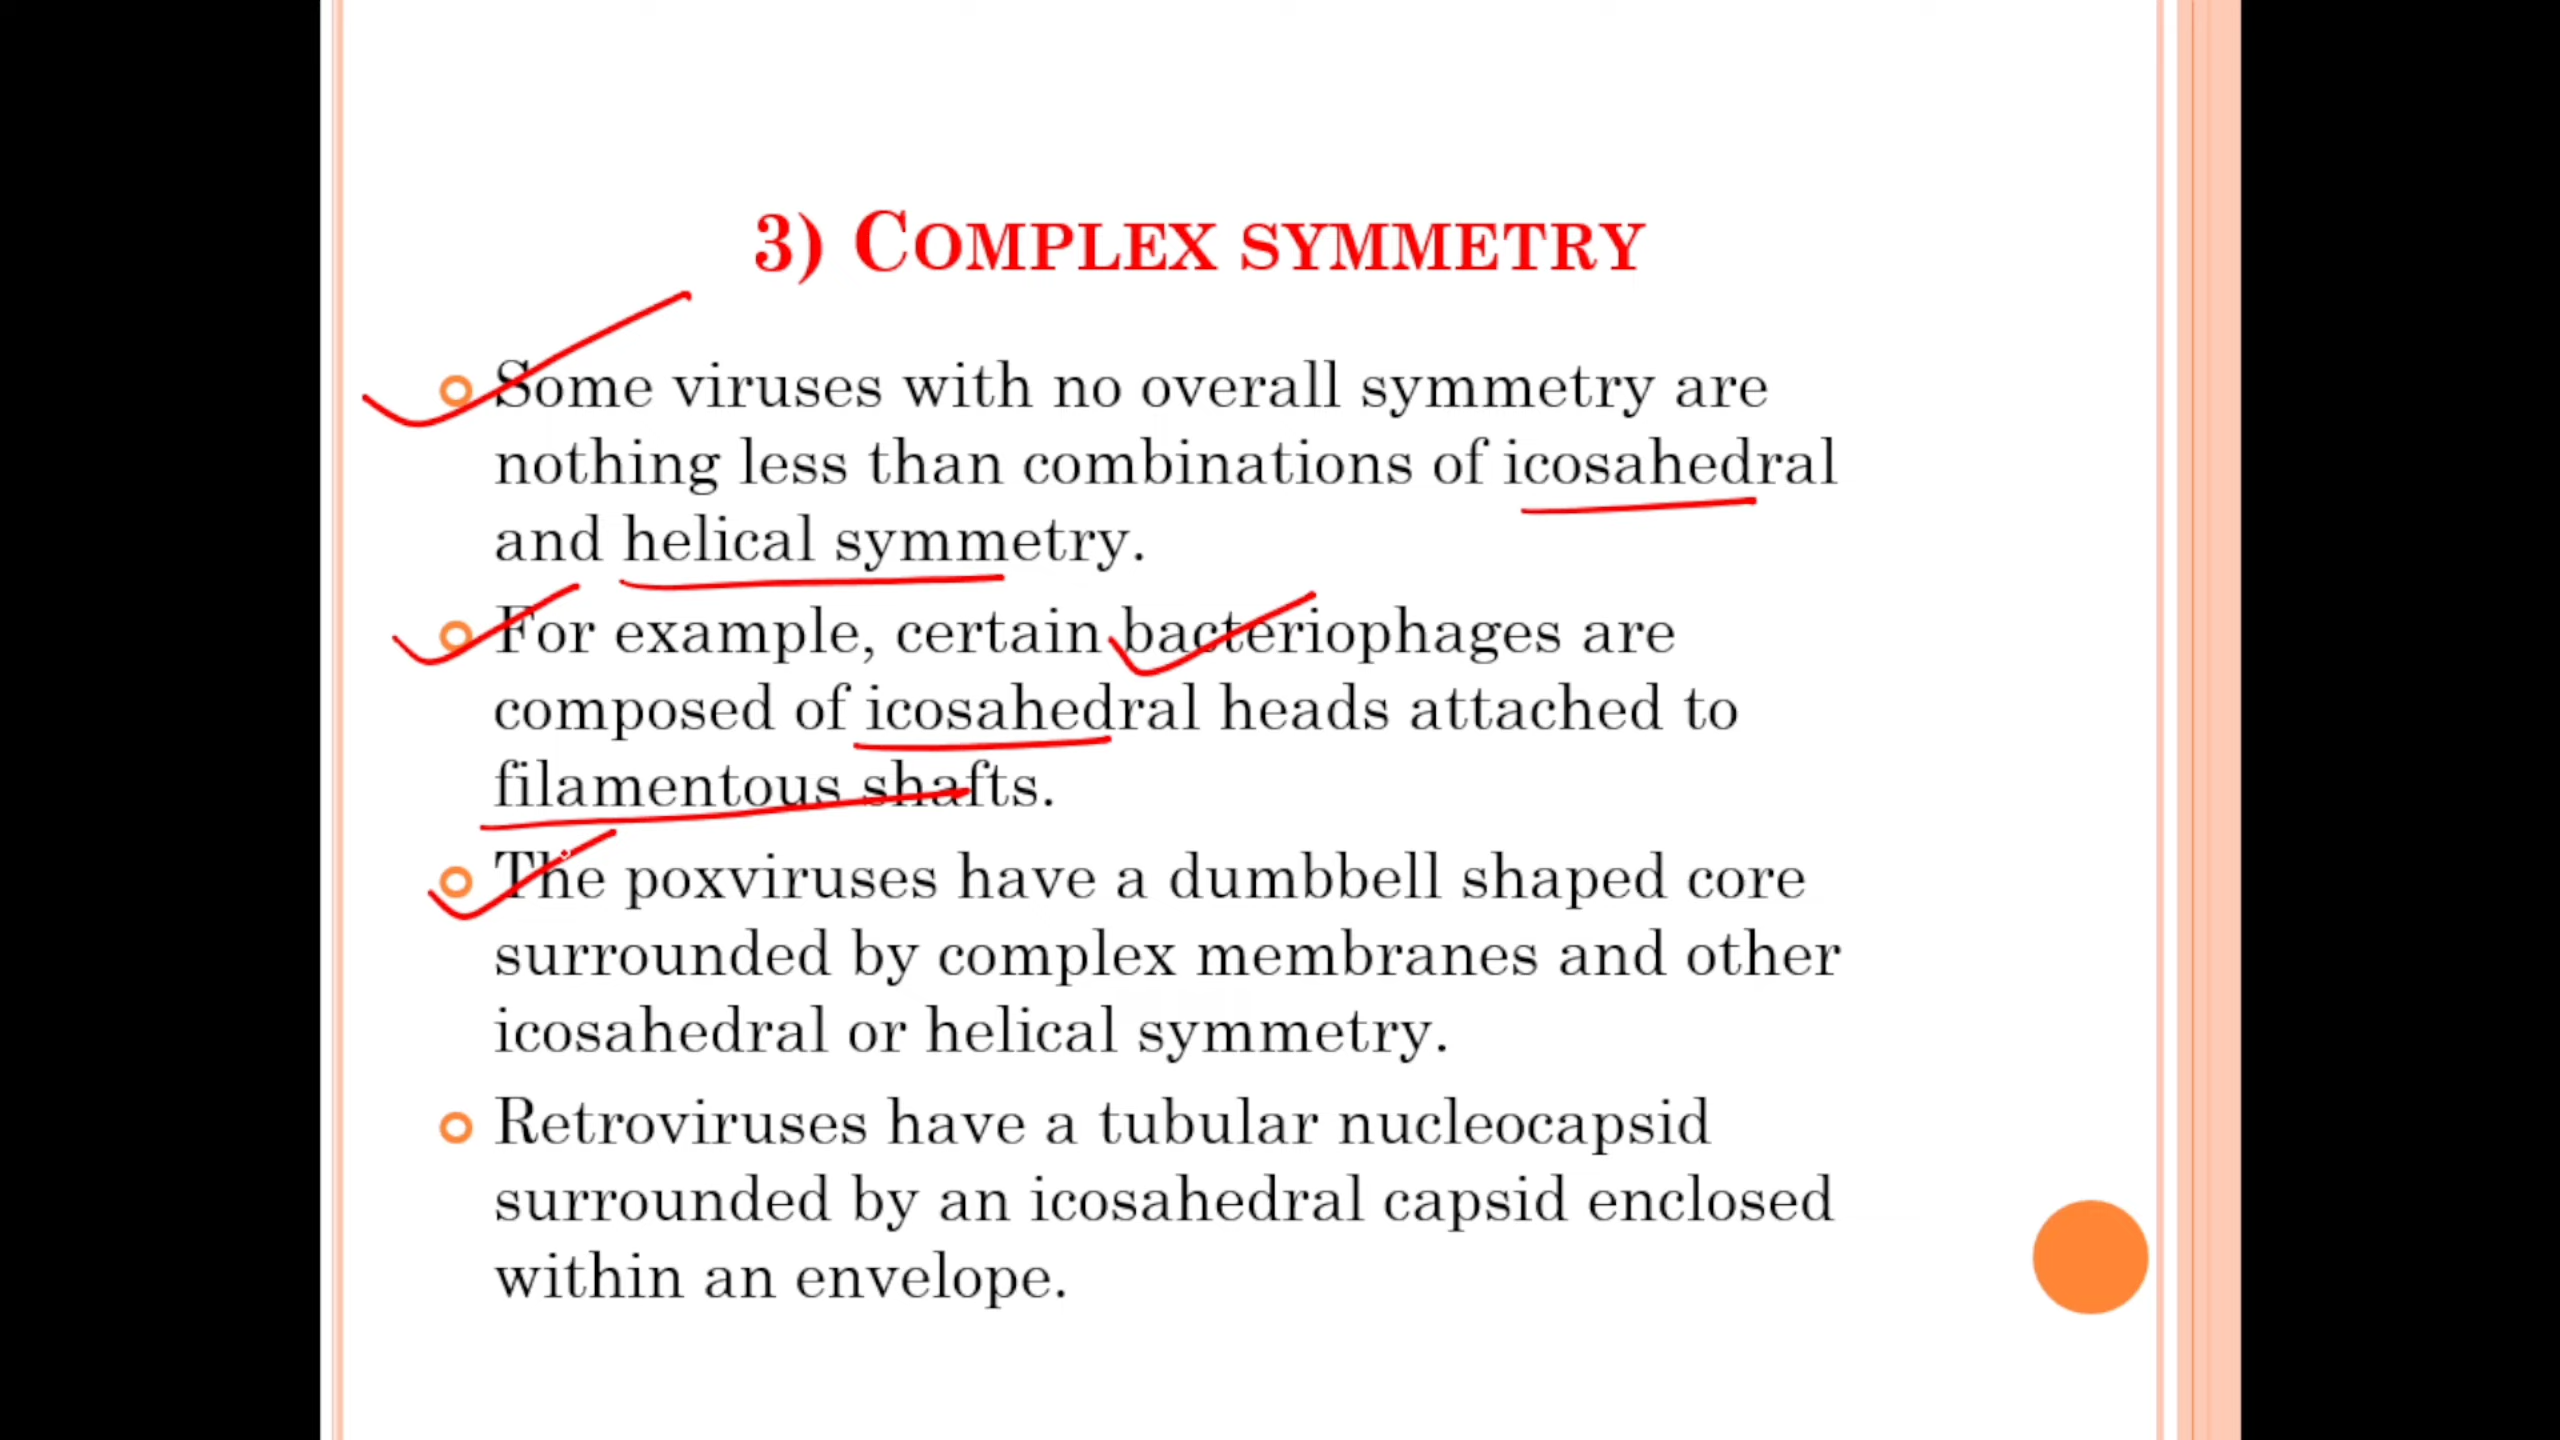 3) COMPLEX SYMMETRY
Some viruses with no overall symmetry are
nothing less than combinations of icosahedral
and helical symmetry.
For example, certain bacteriophages are
composed of icosahedral heads attached to
filamentous shafts.
The poxviruses have a dumbbell shaped core
surrounded by complex membranes and other
icosahedral or helical symmetry.
Retroviruses have a tubular nucleocapsid
surrounded by an icosahedral capsid enclosed
within an envelope.